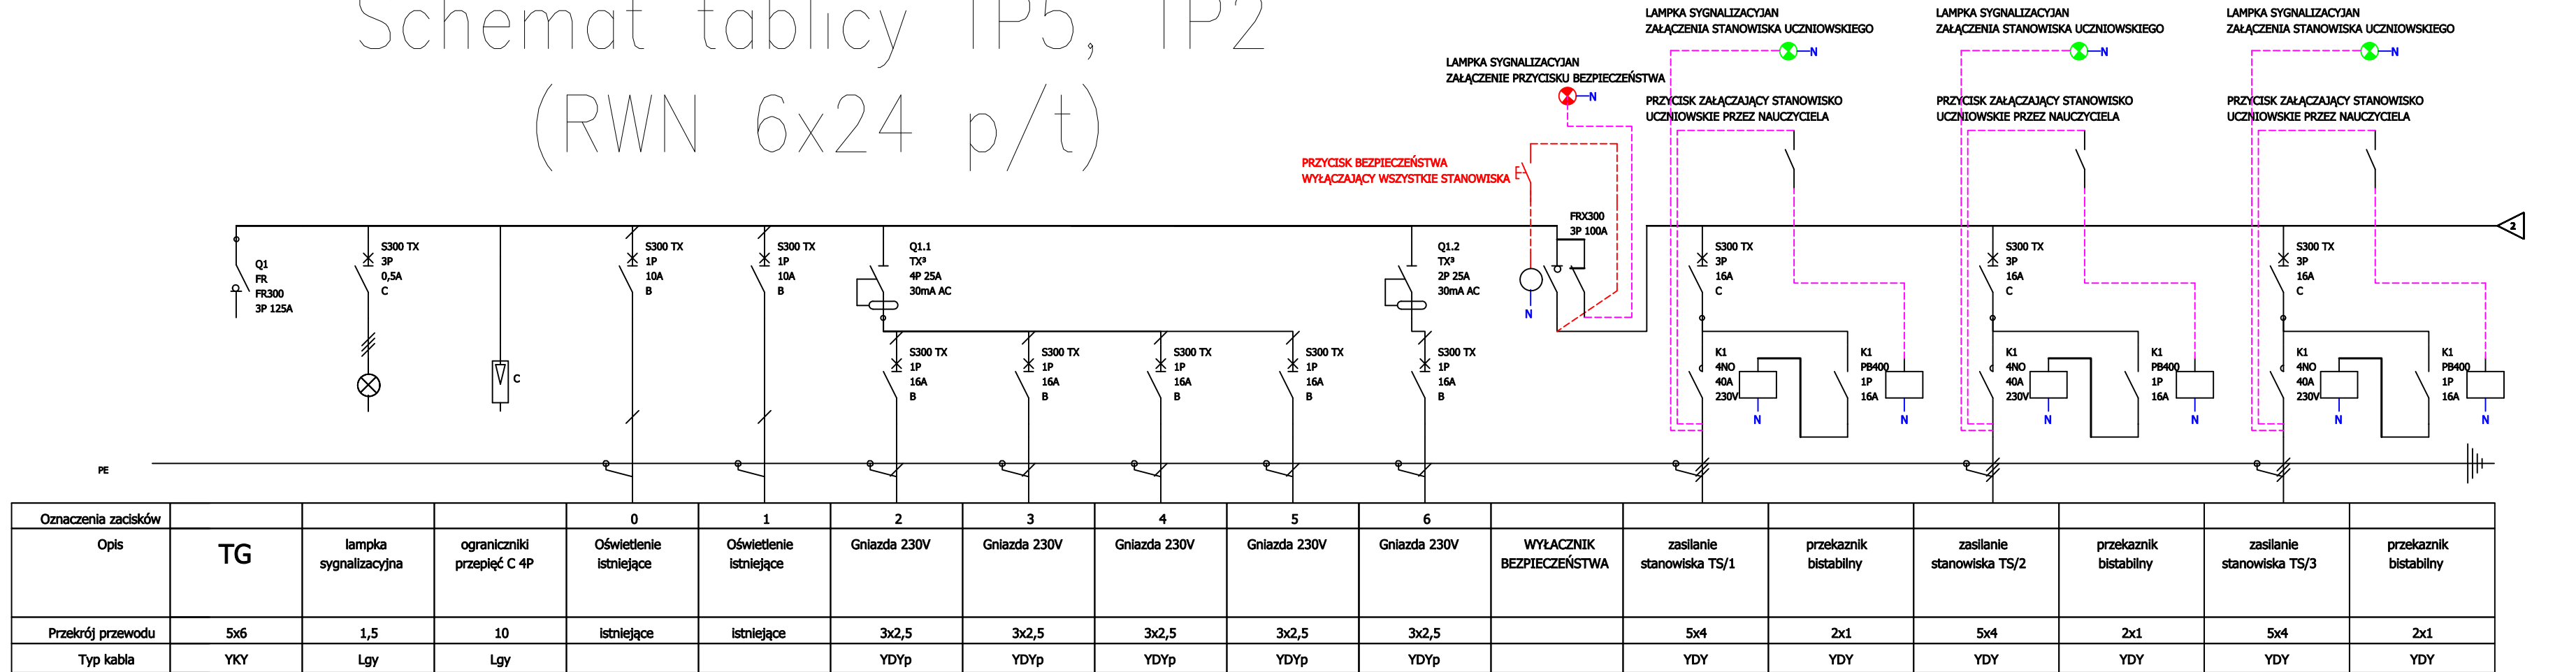 Schemat tablicy TP5, TP2
(RWN 6x24 p/t)
LAMPKA SYGNALIZACYJAN
ZAŁĄCZENIE PRZYCISKU BEZPIECZEŃSTWA
N
PRZYCISK BEZPIECZEŃSTWA
WYŁĄCZAJĄCY WSZYSTKIE STANOWISKA
LAMPKA SYGNALIZACYJAN
ZAŁĄCZENIA STANOWISKA UCZNIOWSKIEGO
N
PRZYCISK ZAŁĄCZAJĄCY STANOWISKO
UCZNIOWSKIE PRZEZ NAUCZYCIELA
LAMPKA SYGNALIZACYJAN
ZAŁĄCZENIA STANOWISKA UCZNIOWSKIEGO
N
PRZYCISK ZAŁĄCZAJĄCY STANOWISKO
UCZNIOWSKIE PRZEZ NAUCZYCIELA
LAMPKA SYGNALIZACYJAN
ZAŁĄCZENIA STANOWISKA UCZNIOWSKIEGO
N
PRZYCISK ZAŁĄCZAJĄCY STANOWISKO
UCZNIOWSKIE PRZEZ NAUCZYCIELA
2
Q1
FR
FR300
3P 125A
S300 TX
3P
0,5A
C
C
S300 TX
1P
10A
B
S300 TX
1P
10A
B
Q1.1
TX³
4P 25A
30mA AC
S300 TX
1P
16A
B
S300 TX
1P
16A
B
S300 TX
1P
16A
B
S300 TX
1P
16A
B
Q1.2
TX³
2P 25A
30mA AC
S300 TX
1P
16A
B
FRX300
3P 100A
N
S300 TX
3P
16A
C
K1
4NO
40A
230V
N
K1
PB400
1P
16A
N
S300 TX
3P
16A
C
K1
4NO
40A
230V
N
K1
PB400
1P
16A
N
S300 TX
3P
16A
C
K1
4NO
40A
230V
N
K1
PB400
1P
16A
N
PE
Oznaczenia zacisków 0 1 2 3 4 5 6
Opis TG lampka sygnalizacyjna ograniczniki przepięć C 4P Oświetlenie istniejące Oświetlenie istniejące Gniazda 230V Gniazda 230V Gniazda 230V Gniazda 230V Gniazda 230V WYŁACZNIK BEZPIECZEŃSTWA zasilanie stanowiska TS/1 przekaznik bistabilny zasilanie stanowiska TS/2 przekaznik bistabilny zasilanie stanowiska TS/3 przekaznik bistabilny
Przekrój przewodu 5x6 1,5 10 istniejące istniejące 3x2,5 3x2,5 3x2,5 3x2,5 3x2,5 5x4 2x1 5x4 2x1 5x4 2x1
Typ kabla YKY Lgy Lgy YDYp YDYp YDYp YDYp YDYp YDY YDY YDY YDY YDY YDY